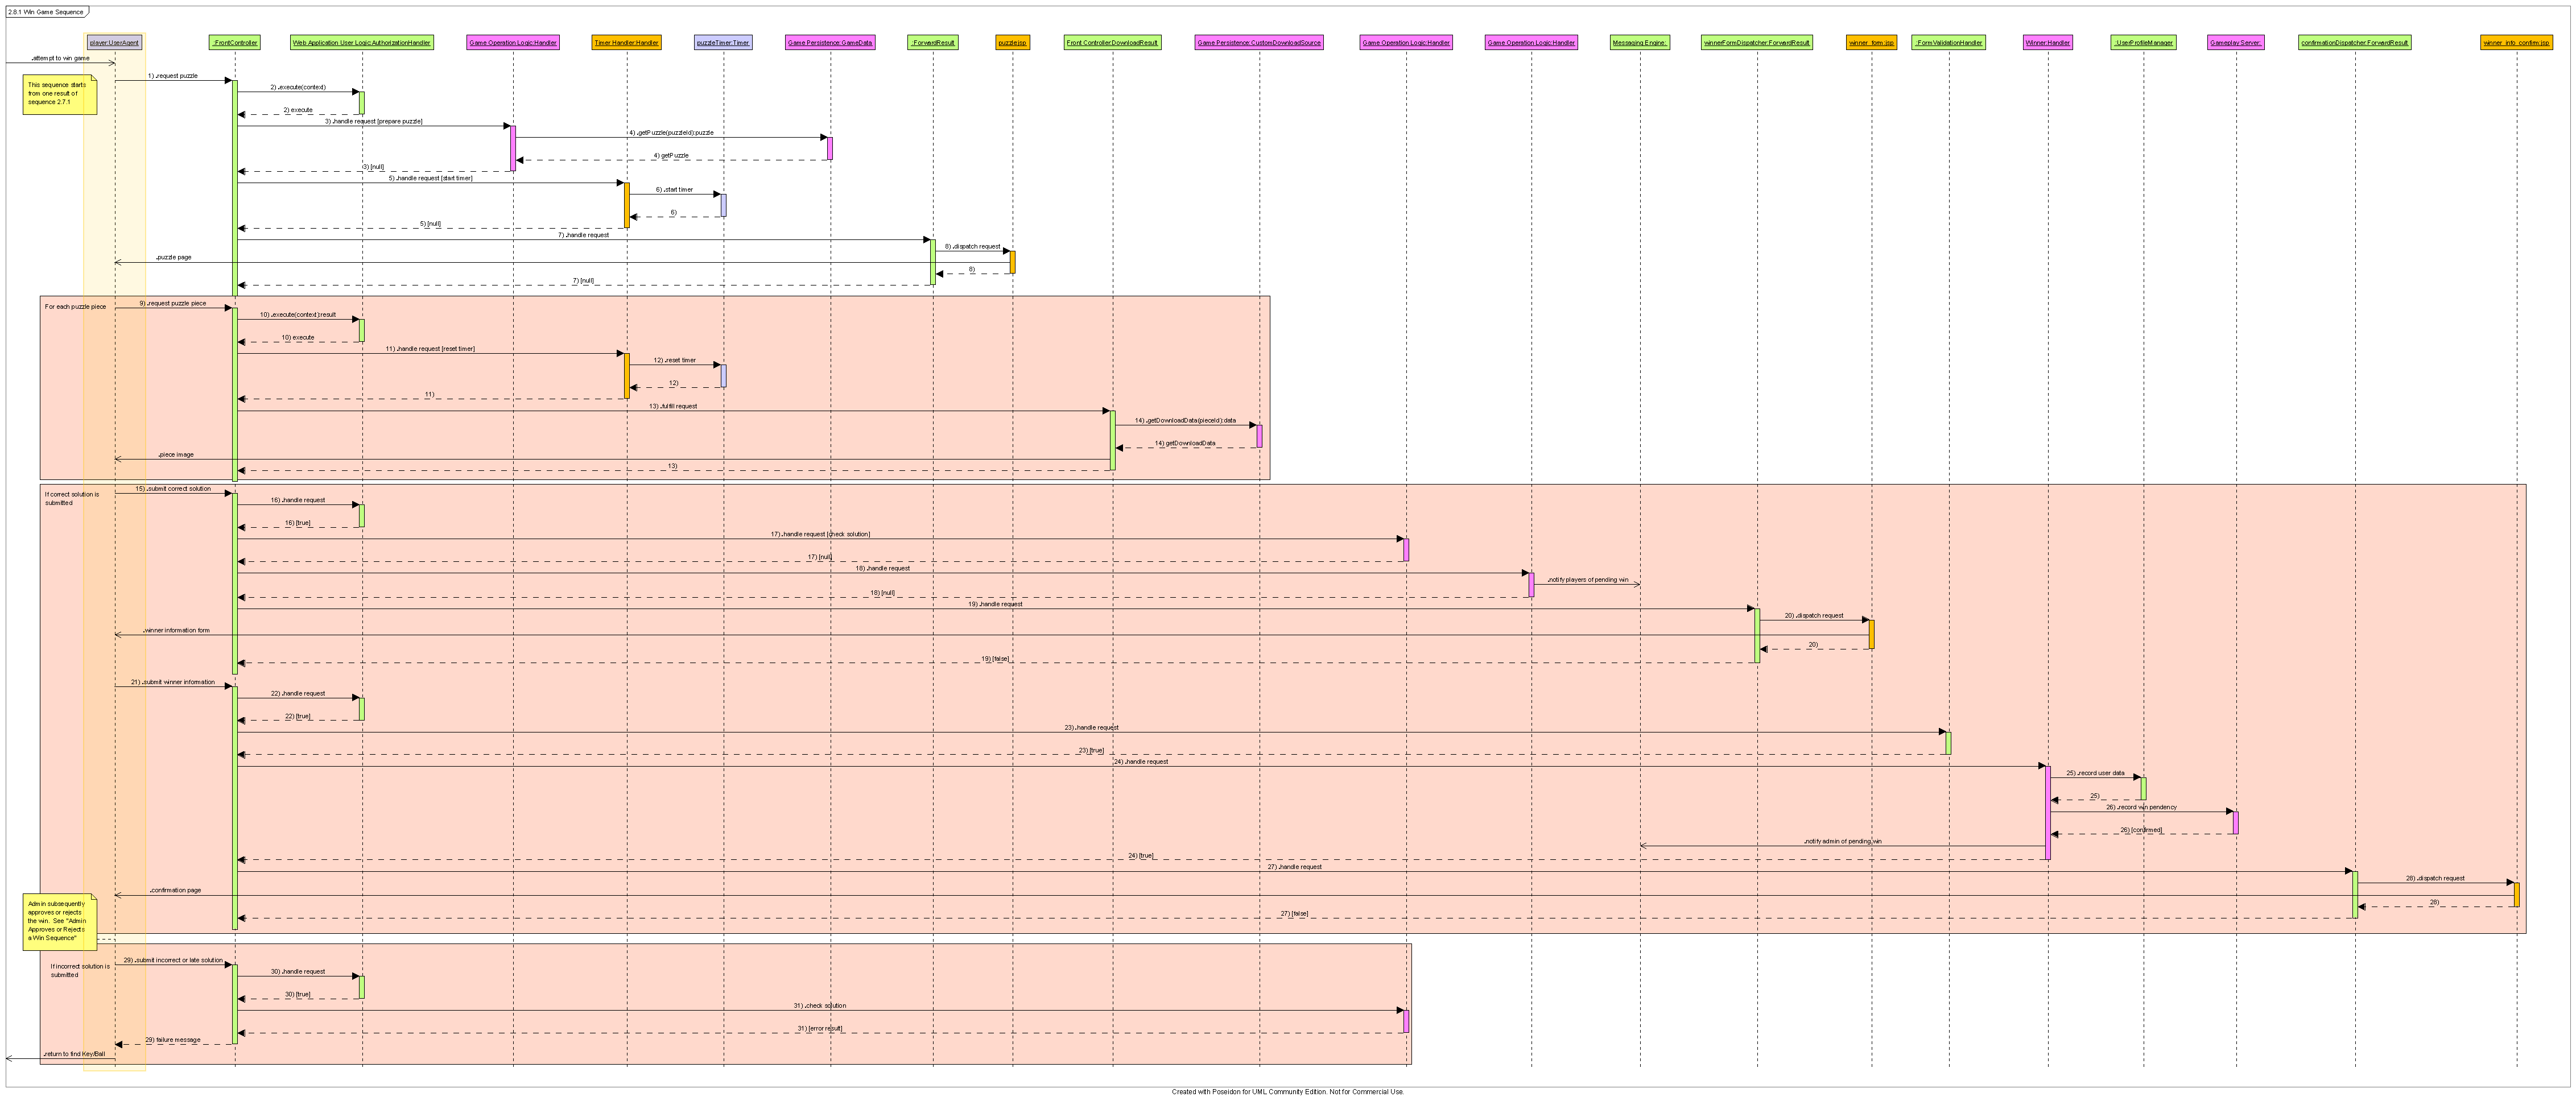 2.8.1 Win Game Sequence
player:UserAgent
:FrontController
Web Application User Logic:AuthorizationHandler
Game Operation Logic:Handler
Timer Handler:Handler
puzzleTimer:Timer
Game Persistence:GameData
:ForwardResult
puzzle.jsp
Front Controller:DownloadResult
Game Persistence:CustomDownloadSource
Game Operation Logic:Handler
Game Operation Logic:Handler
Messaging Engine:
winnerFormDispatcher:ForwardResult
winner_form.jsp
:FormValidationHandler
Winner:Handler
:UserProfileManager
Gameplay Server:
confirmationDispatcher:ForwardResult
winner_info_confirm.jsp
:attempt to win game
This sequence starts
from one result of
sequence 2.7.1
1) :request puzzle
2) :execute(context)
2) execute
3) :handle request [prepare puzzle]
4) :getPuzzle(puzzleId):puzzle
4) getPuzzle
3) [null]
5) :handle request [start timer]
6) :start timer
6)
5) [null]
7) :handle request
8) :dispatch request
:puzzle page
8)
7) [null]
For each puzzle piece
9) :request puzzle piece
10) :execute(context):result
10) execute
11) :handle request [reset timer]
12) :reset timer
12)
11)
13) :fulfill request
14) :getDownloadData(pieceId):data
14) getDownloadData
:piece image
13)
If correct solution is
submitted
15) :submit correct solution
16) :handle request
16) [true]
17) :handle request [check solution]
17) [null]
18) :handle request
:notify players of pending win
18) [null]
19) :handle request
20) :dispatch request
:winner information form
20)
19) [false]
21) :submit winner information
22) :handle request
22) [true]
23) :handle request
23) [true]
24) :handle request
25) :record user data
25)
26) :record win pendency
26) [confirmed]
:notify admin of pending win
24) [true]
27) :handle request
28) :dispatch request
:confirmation page
28)
27) [false]
Admin subsequently
approves or rejects
the win. See "Admin
Approves or Rejects
a Win Sequence"
If incorrect solution is
submitted
29) :submit incorrect or late solution
30) :handle request
30) [true]
31) :check solution
31) [error result]
29) failure message
:return to find Key/Ball
Created with Poseidon for UML Community Edition. Not for Commercial Use.